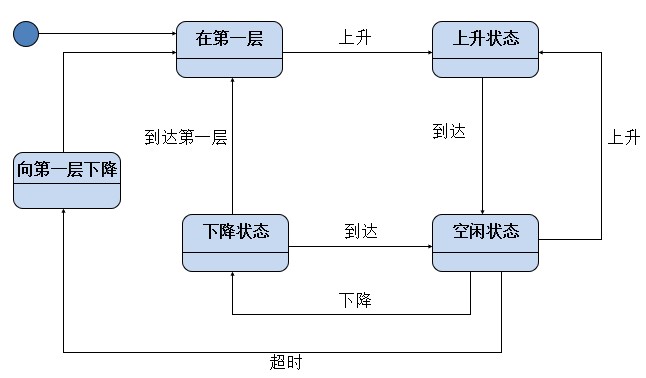 在第一层
上升
上升状态
到达第一层
到达
上升
向第一层下降
下降状态
到达
空闲状态
下降
超时